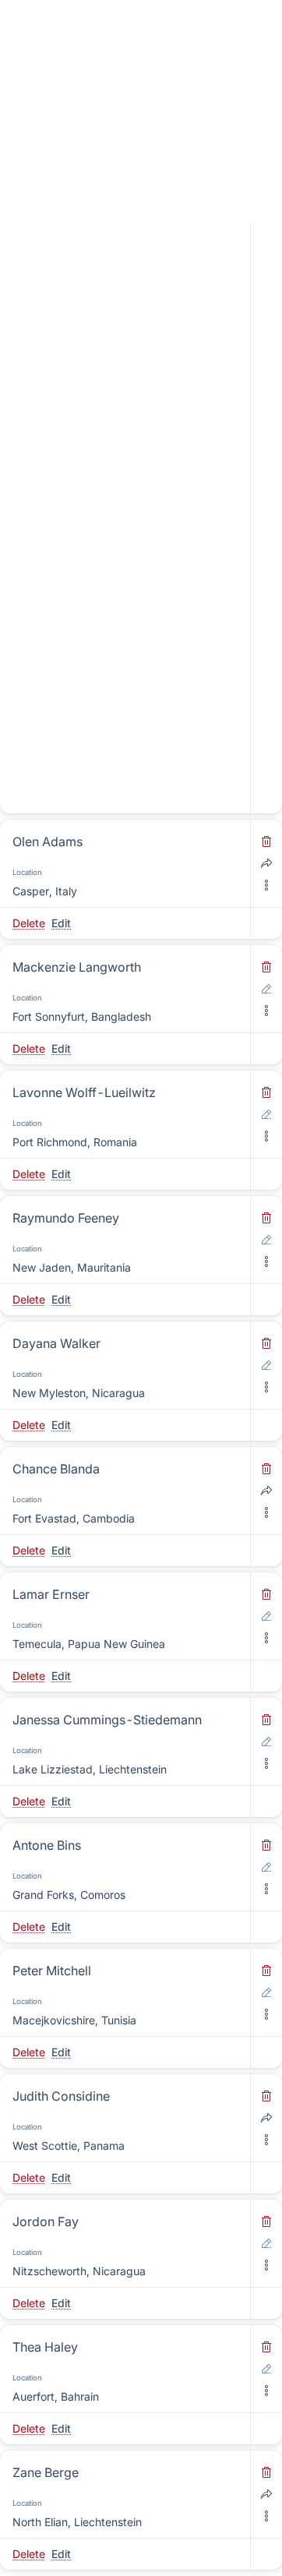 Olen Adams
Location
Casper, Italy
Delete Edit
Mackenzie Langworth
Location
Fort Sonnyfurt, Bangladesh
Delete Edit
Lavonne Wolff-Lueilwitz
Location
Port Richmond, Romania
Delete Edit
Raymundo Feeney
Location
New Jaden, Mauritania
Delete Edit
Dayana Walker
Location
New Myleston, Nicaragua
Delete Edit
Chance Blanda
Location
Fort Evastad, Cambodia
Delete Edit
Lamar Ernser
Location
Temecula, Papua New Guinea
Delete Edit
Janessa Cummings-Stiedemann
Location
Lake Lizziestad, Liechtenstein
Delete Edit
Antone Bins
Location
Grand Forks, Comoros
Delete Edit
Peter Mitchell
Location
Macejkovicshire, Tunisia
Delete Edit
Judith Considine
Location
West Scottie, Panama
Delete Edit
Jordon Fay
Location
Nitzscheworth, Nicaragua
Delete Edit
Thea Haley
Location
Auerfort, Bahrain
Delete Edit
Zane Berge
Location
North Elian, Liechtenstein
Delete Edit